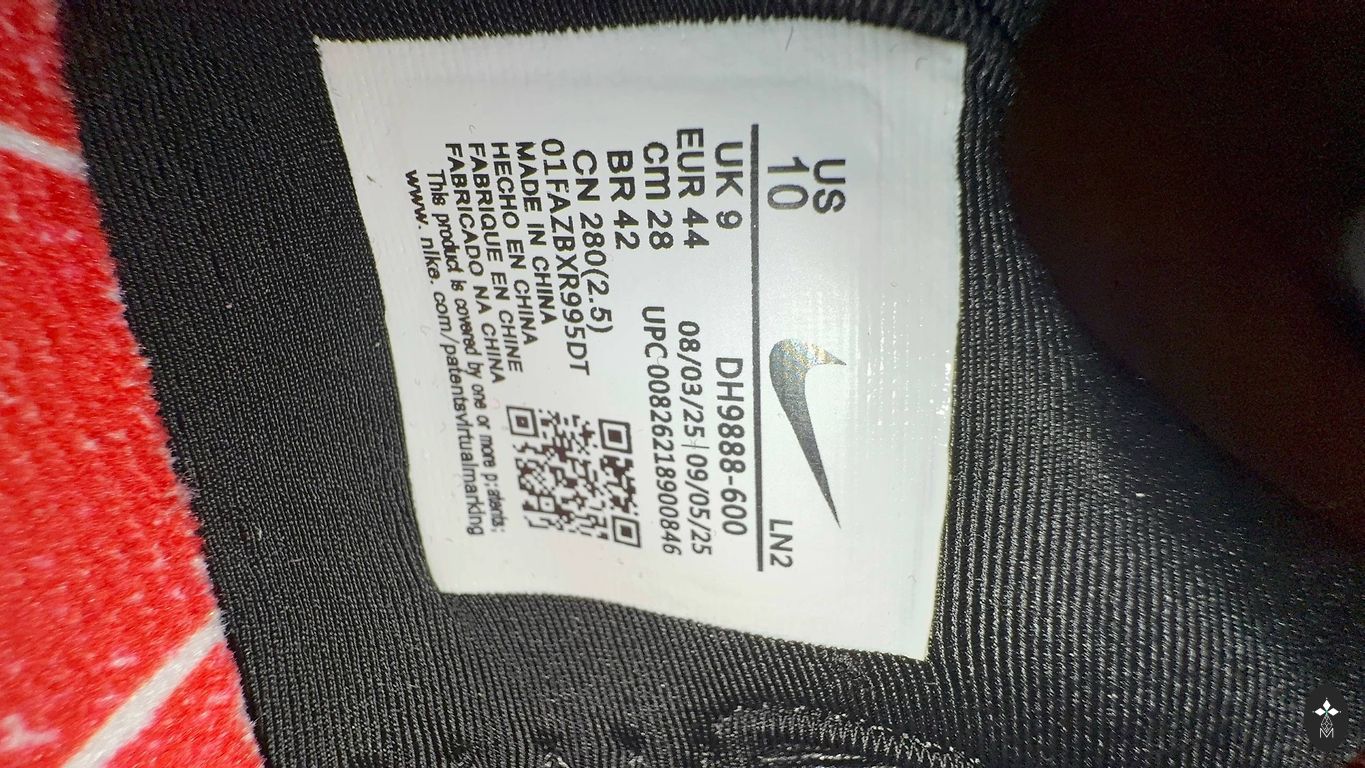 US
10
LN2
UK 9
DH9888-600
EUR 44
08/03/25|09/05/25
cm 28
UPC00826218900846
BR 42
CN 280(2.5)
01FAZBXR995DT
MADE IN CHINA
HECHO EN CHINA
FABRIQUE EN CHINE
FABRICADO NA CHINA
This product is covered by one or more patents;
www.nike.com/patentsvirtualmarking
M